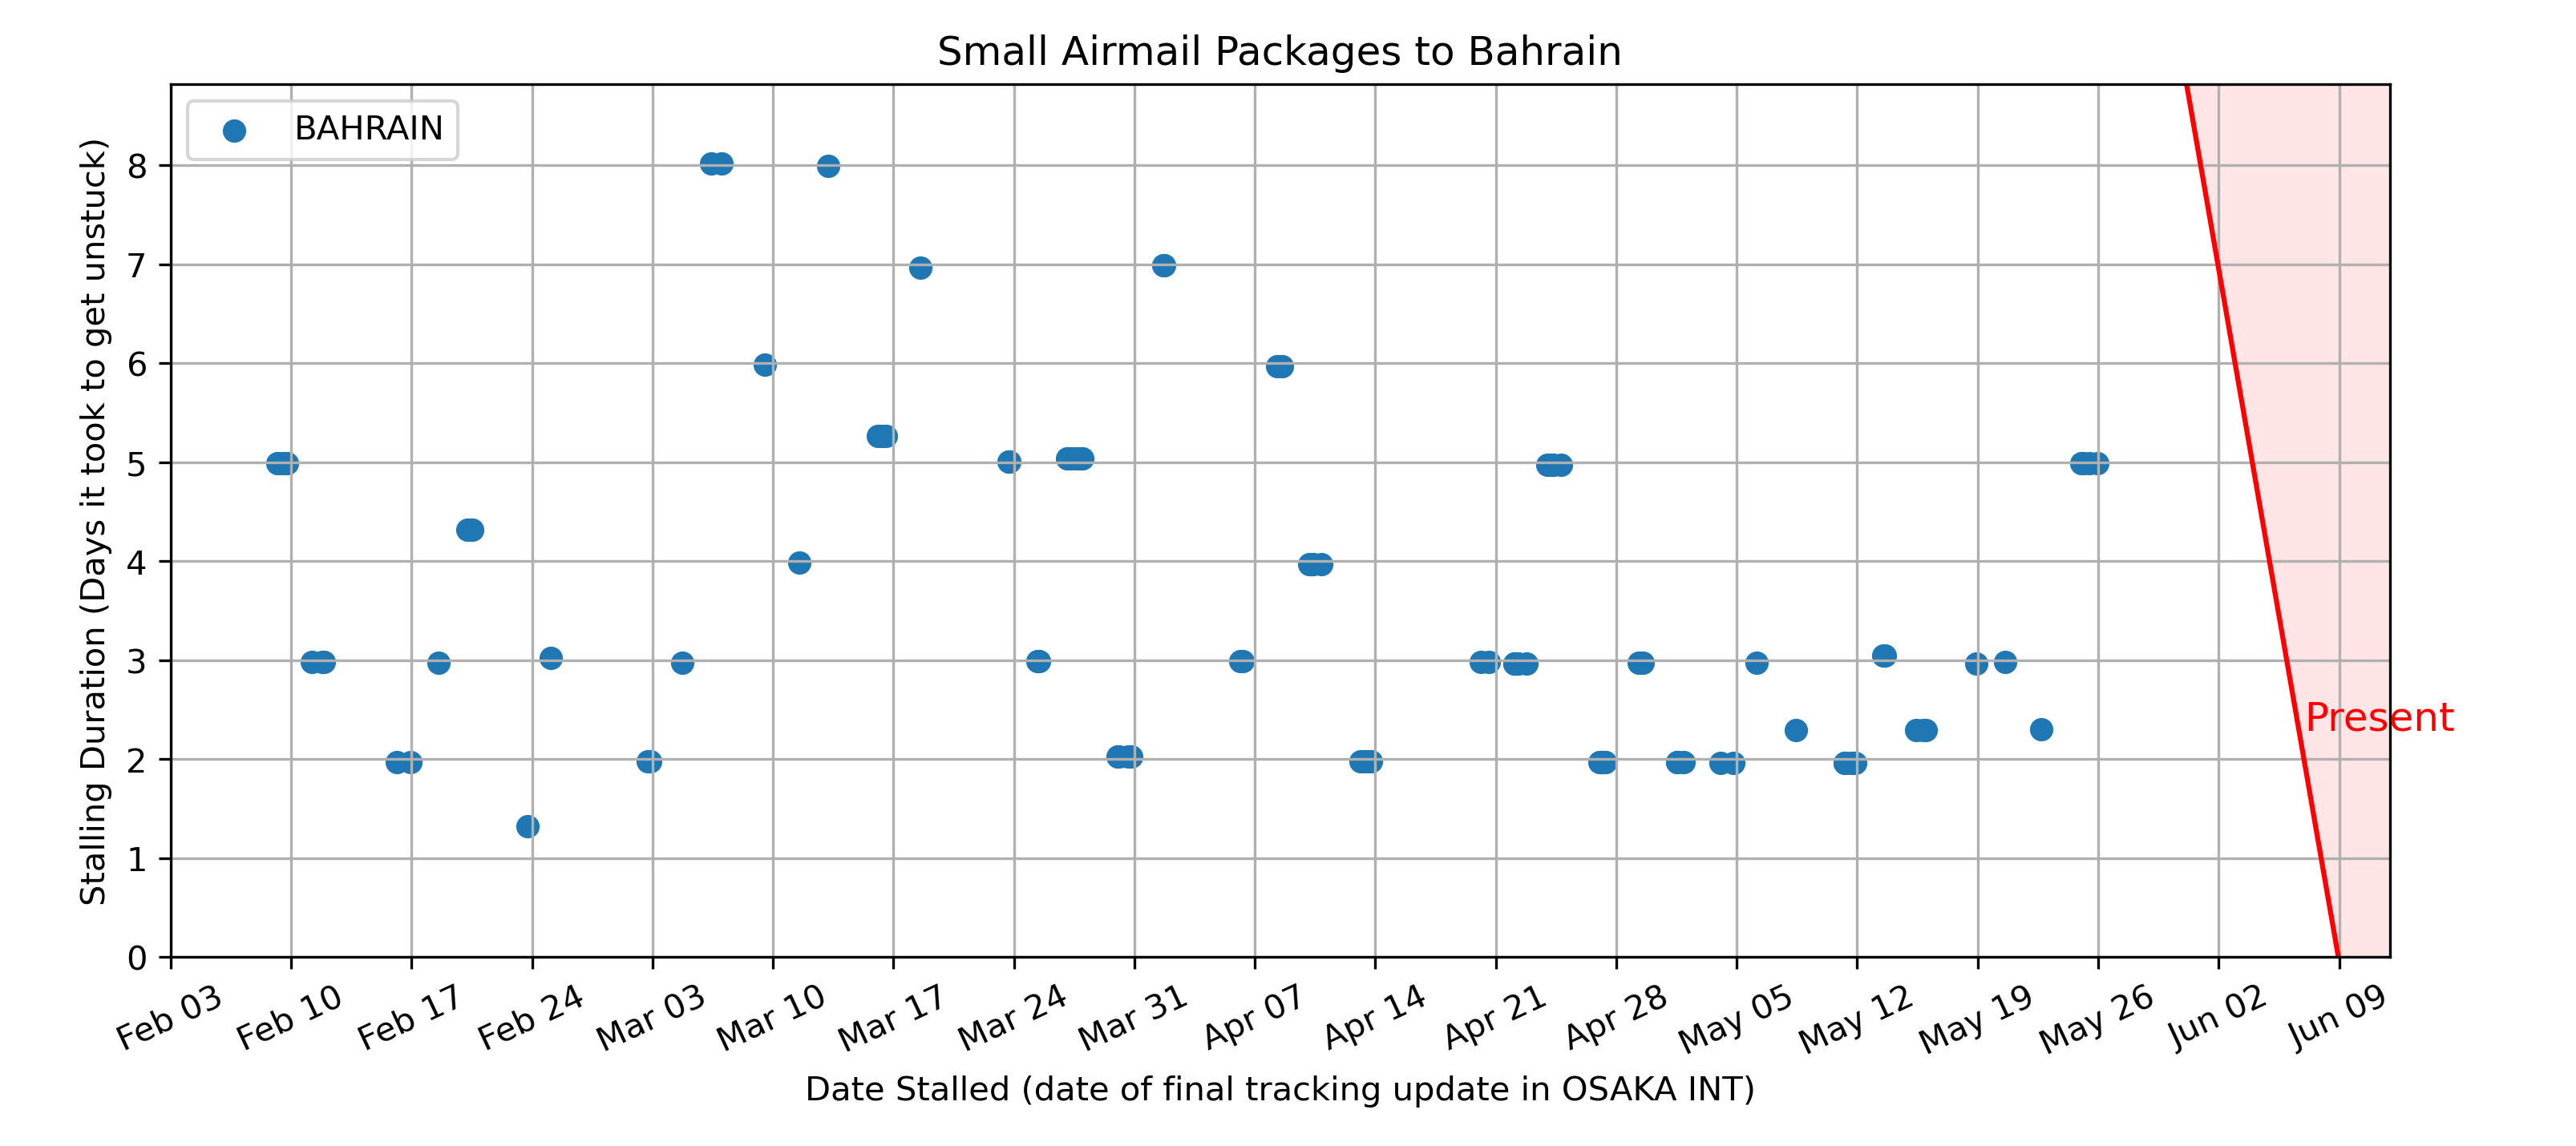 Small Airmail Packages to Bahrain
BAHRAIN
Stalling Duration (Days it took to get unstuck)
8
7
6
5
4
3
2
1
0
Present
Feb 03 Feb 10 Feb 17 Feb 24 Mar 03 Mar 10 Mar 17 Mar 24 Mar 31 Apr 07 Apr 14 Apr 21 Apr 28 May 05 May 12 May 19 May 26 Jun 02 Jun 09
Date Stalled (date of final tracking update in OSAKA INT)